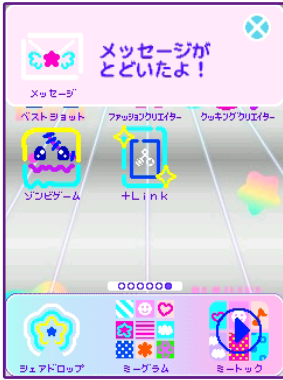 メッセージが
とどいたよ！
メッセージ
ベストショット
ファッションクリエイター
クッキングクリエイター
ゾンビゲーム
+Link
シェアドロップ
ミーグラム
ミートック